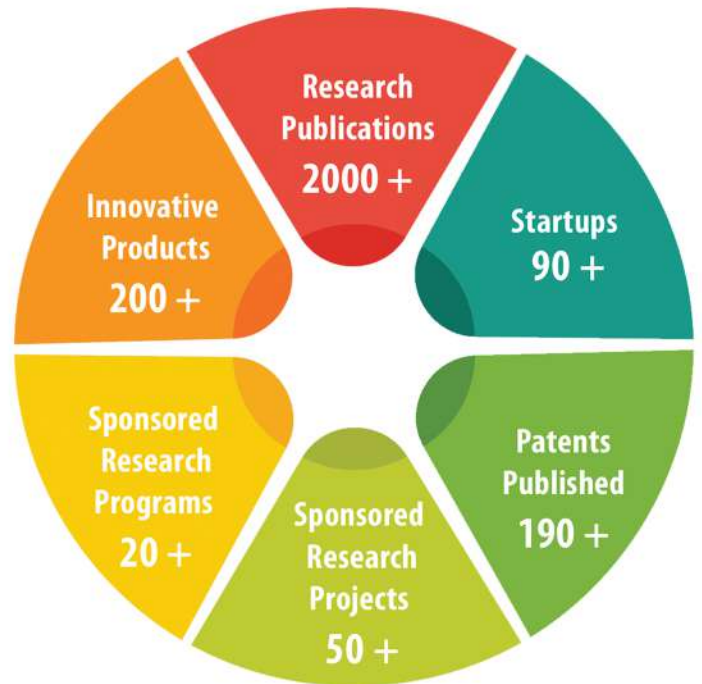 Research
Publications
2000 +
Startups
90 +
Patents
Published
190 +
Sponsored
Research
Projects
50 +
Sponsored
Research
Programs
20 +
Innovative
Products
200 +